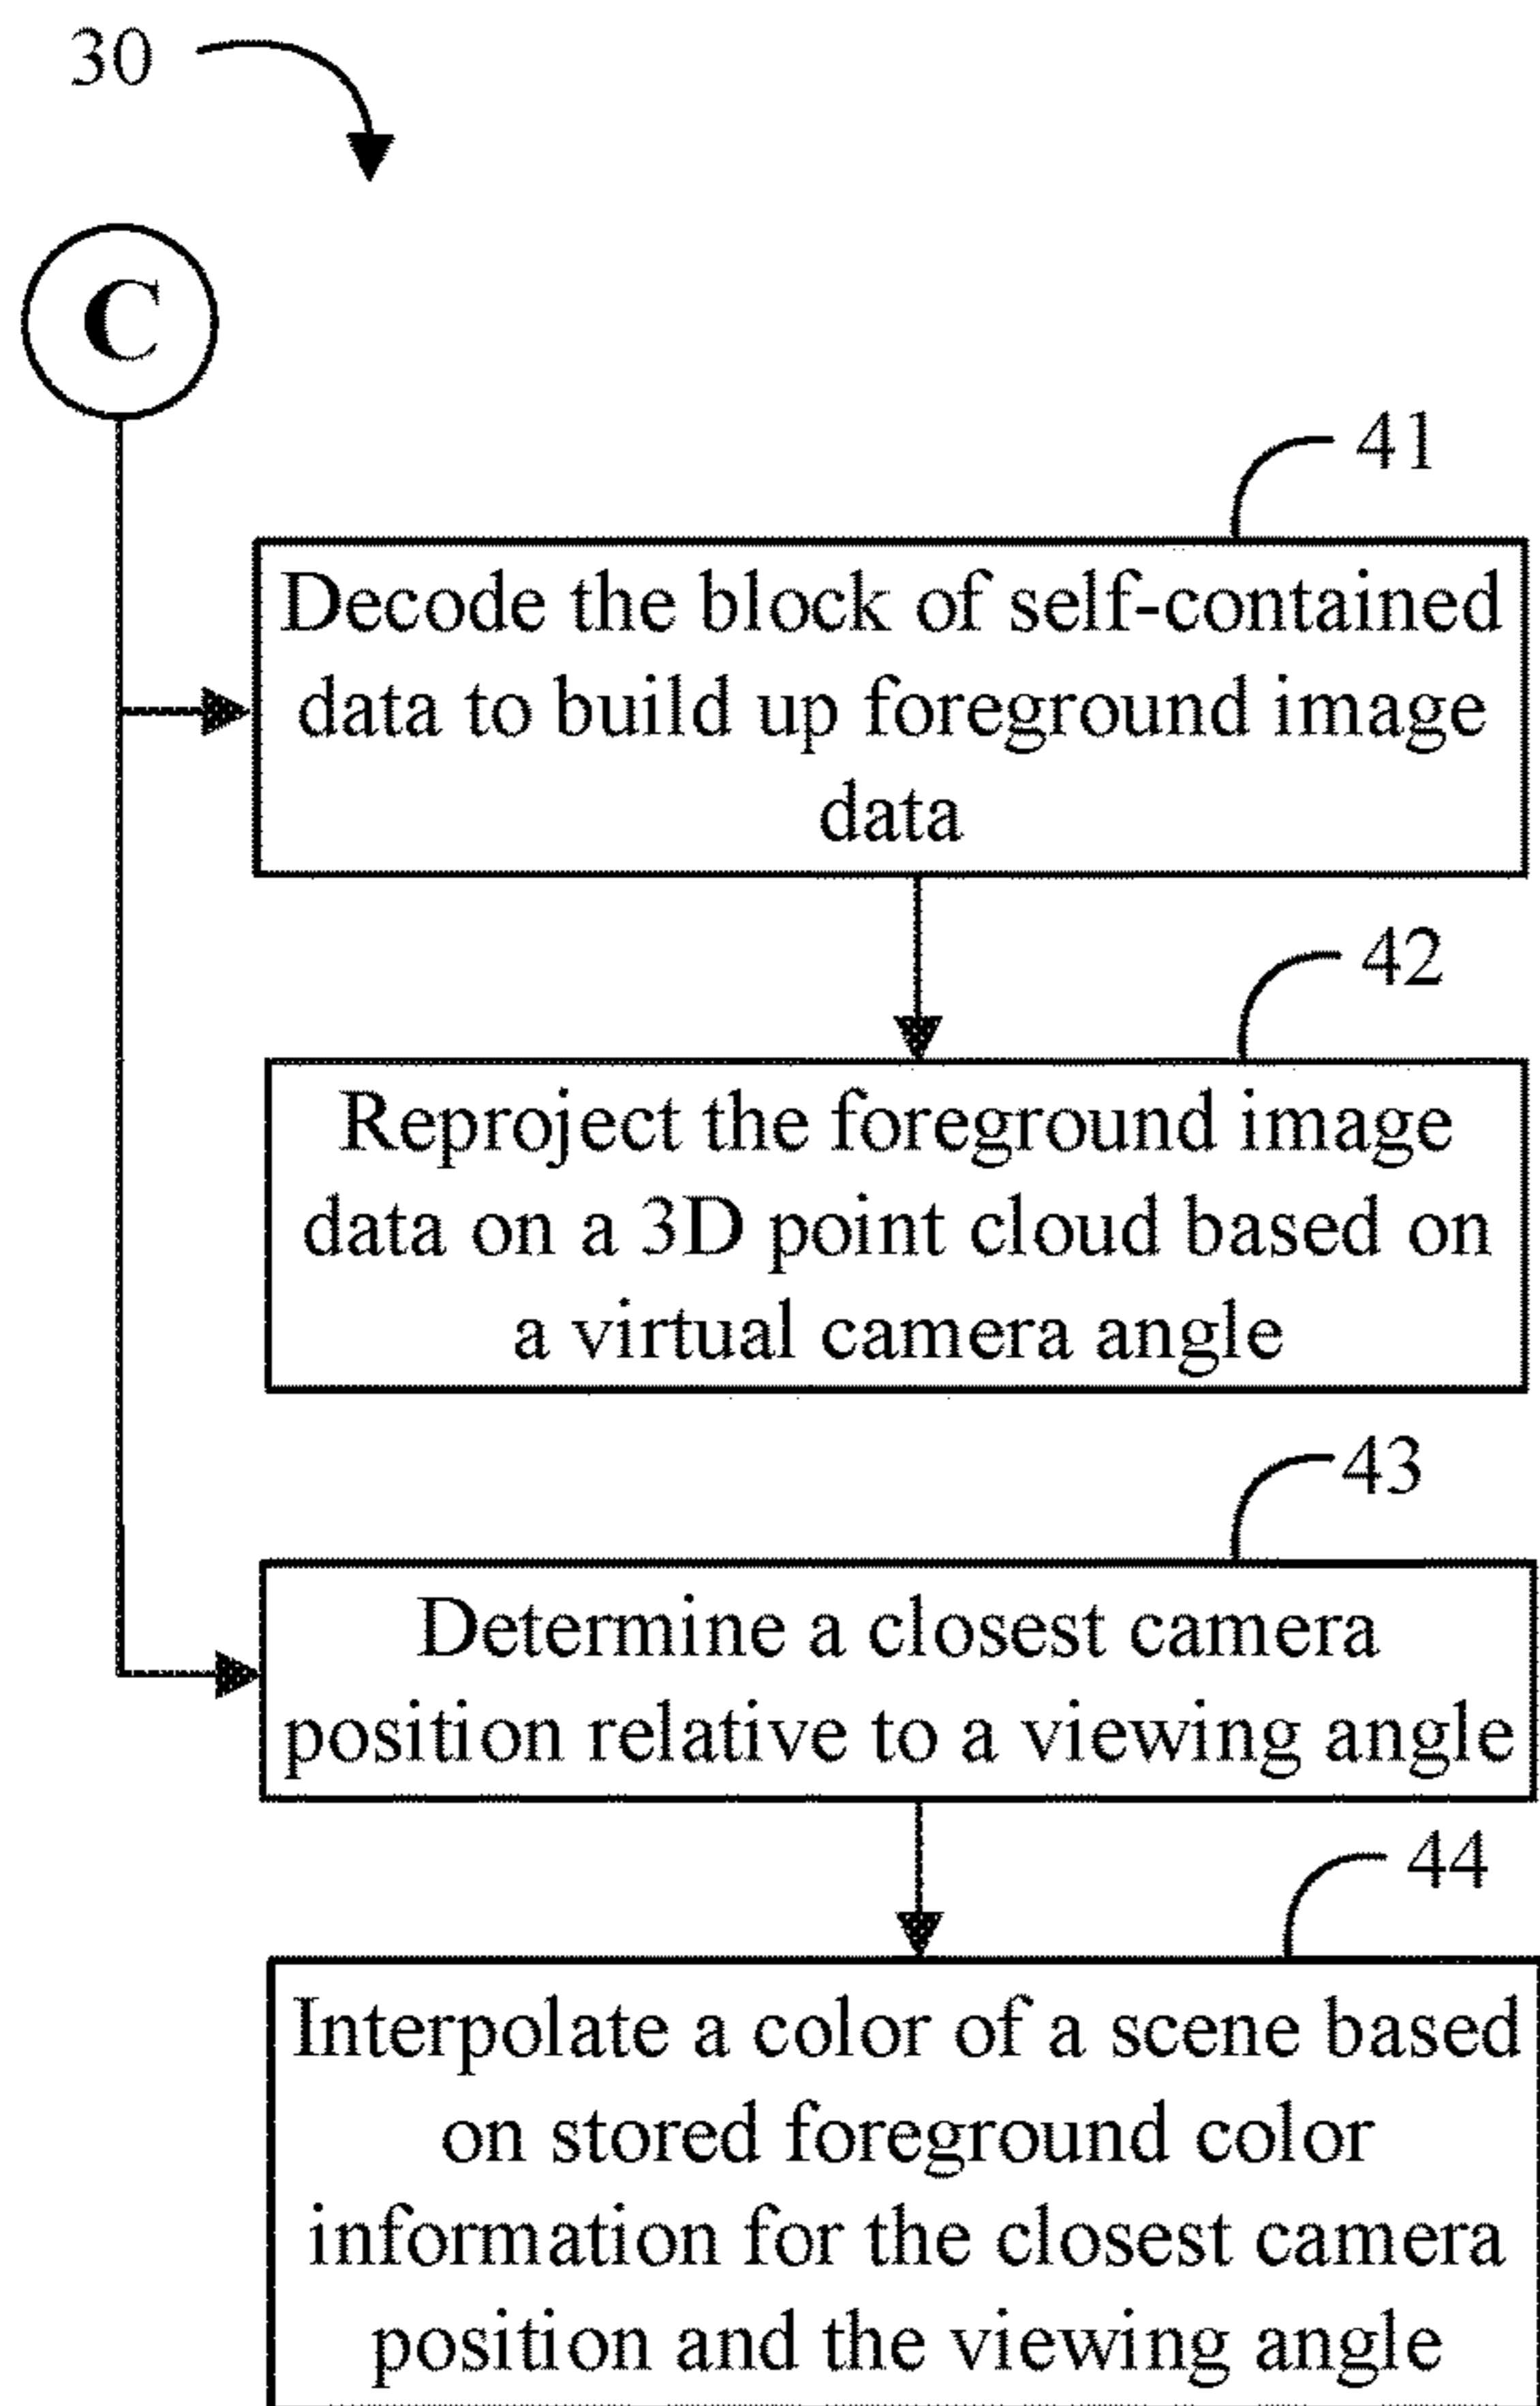 30
C
41
Decode the block of self-contained
data to build up foreground image
data
42
Reproject the foreground image
data on a 3D point cloud based on
a virtual camera angle
43
Determine a closest camera
position relative to a viewing angle
44
Interpolate a color of a scene based
on stored foreground color
information for the closest camera
position and the viewing angle